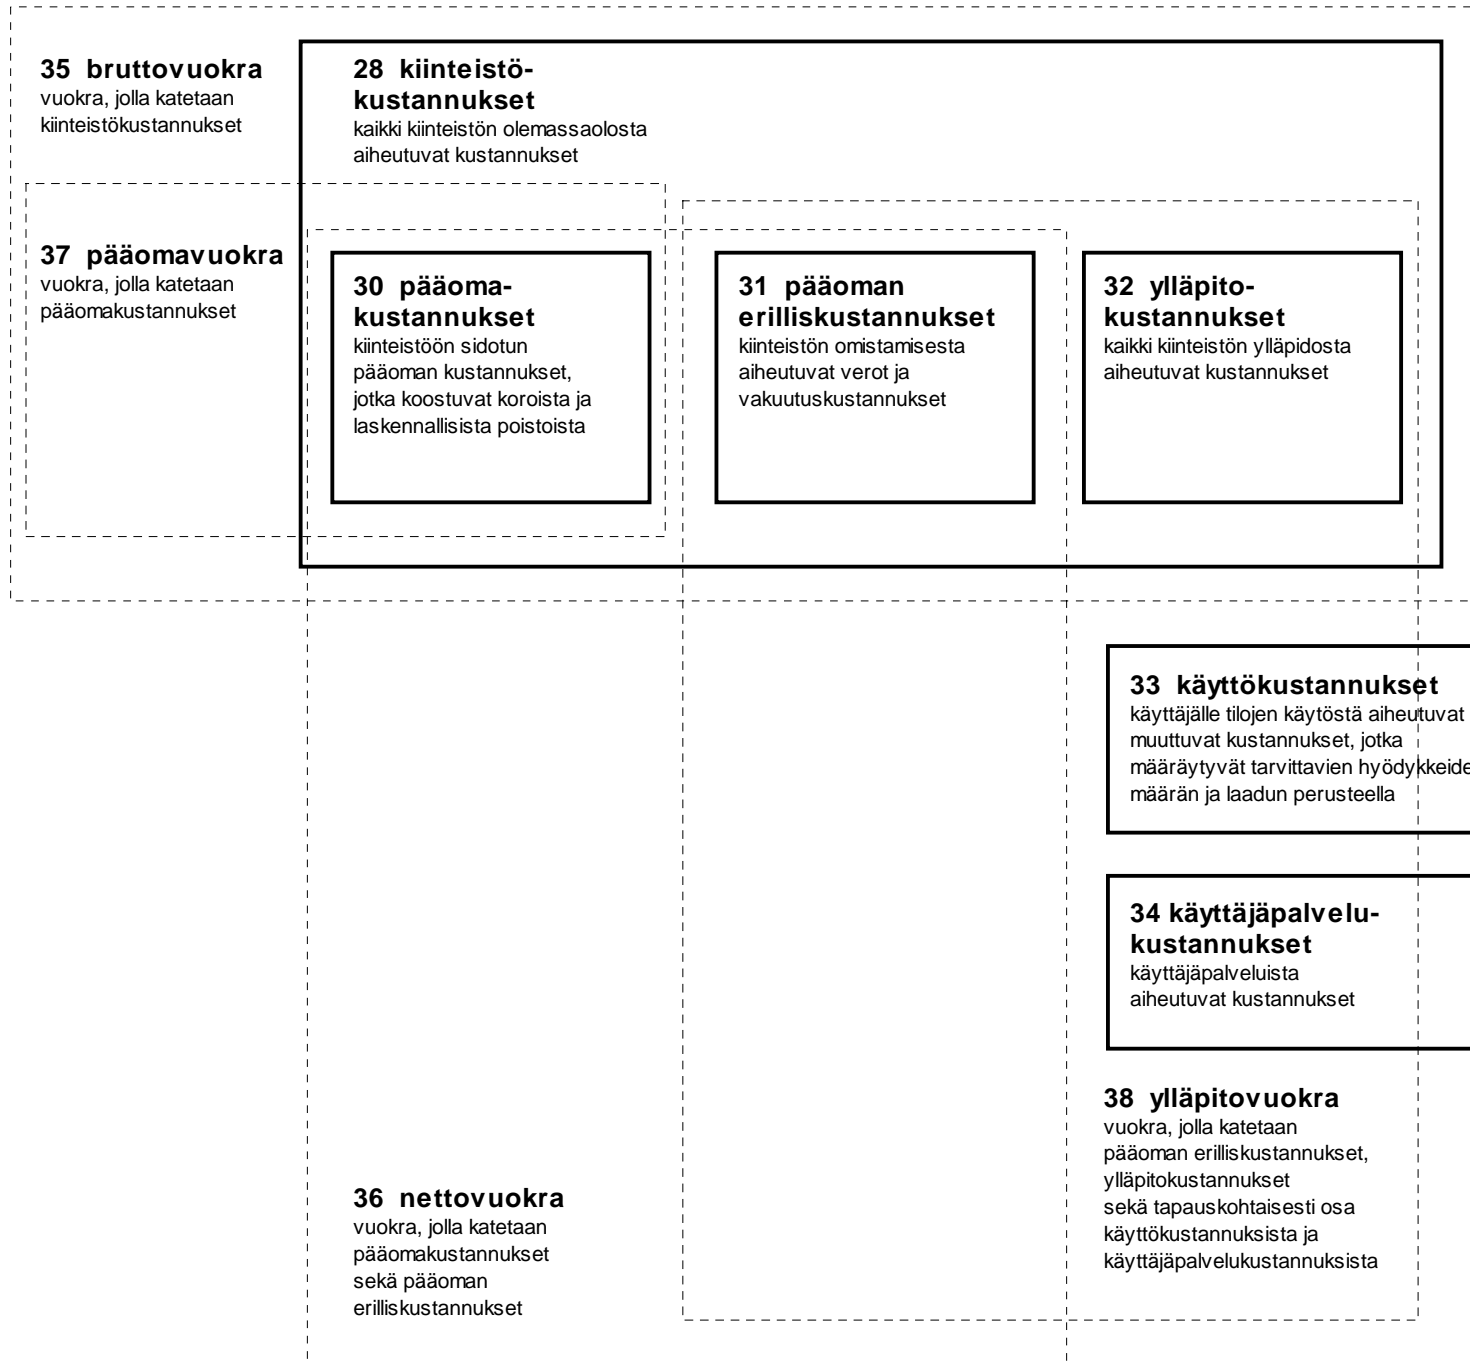 35 bruttovuokra
vuokra, jolla katetaan
kiinteistökustannukset
28 kiinteistö-
kustannukset
kaikki kiinteistön olemassaolosta
aiheutuvat kustannukset
37 pääomavuokra
vuokra, jolla katetaan
pääomakustannukset
30 pääoma-
kustannukset
kiinteistöön sidotun
pääoman kustannukset,
jotka koostuvat koroista ja
laskennallisista poistoista
31 pääoman
erilliskustannukset
kiinteistön omistamisesta
aiheutuvat verot ja
vakuutuskustannukset
32 ylläpito-
kustannukset
kaikki kiinteistön ylläpidosta
aiheutuvat kustannukset
33 käyttökustannukset
käyttäjälle tilojen käytöstä aiheutuvat
muuttuvat kustannukset, jotka
määräytyvät tarvittavien hyödykkeide
määrän ja laadun perusteella
34 käyttäjäpalvelu-
kustannukset
käyttäjäpalveluista
aiheutuvat kustannukset
38 ylläpitovuokra
vuokra, jolla katetaan
pääoman erilliskustannukset,
ylläpitokustannukset
sekä tapauskohtaisesti osa
käyttökustannuksista ja
käyttäjäpalvelukustannuksista
36 nettovuokra
vuokra, jolla katetaan
pääomakustannukset
sekä pääoman
erilliskustannukset